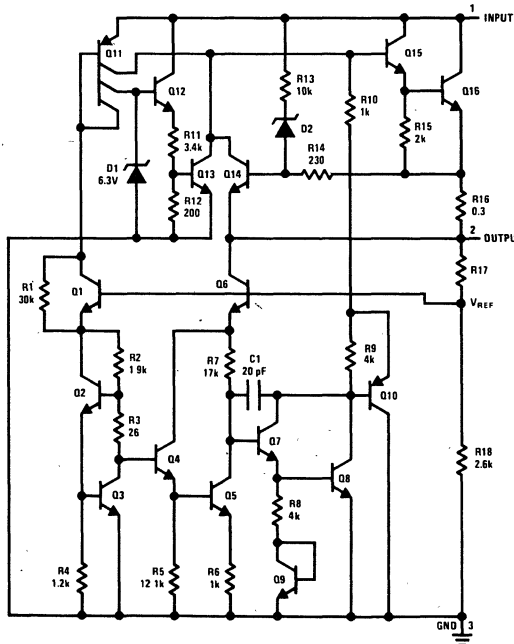 1
INPUT
Q11
Q15
Q12
R13
10k
Q16
R10
1k
R11
3.4k
D2
R15
2k
R14
230
D1
6.3V
Q13
Q14
R12
200
R16
0.3
2
OUTPUT
R1
30k
Q1
Q6
R17
VREF
R2
1 9k
R7
17k
C1
20 pF
R9
4k
Q10
Q2
R3
26
Q4
Q7
R18
2.6k
Q3
Q5
Q8
R8
4k
R4
1.2k
R5
12 1k
R6
1k
Q9
GND
3